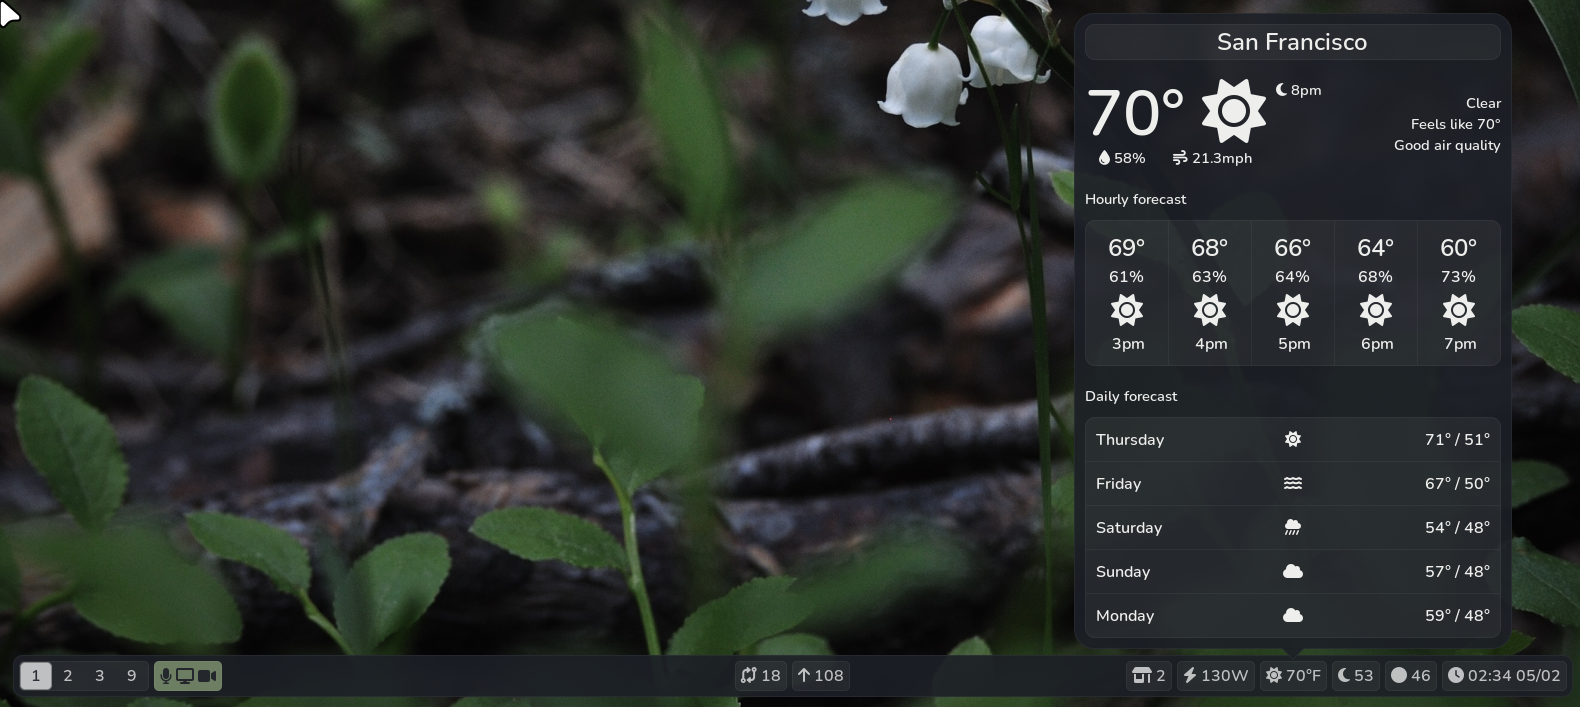 San Francisco
70°
8pm
Clear
Feels like 70°
Good air quality
58% 21.3mph
Hourly forecast
69° 68° 66° 64° 60°
61% 63% 64% 68% 73%
3pm 4pm 5pm 6pm 7pm
Daily forecast
Thursday 71° / 51°
Friday 67° / 50°
Saturday 54° / 48°
Sunday 57° / 48°
Monday 59° / 48°
1 2 3 9 18 108 2 130W 70°F 53 46 02:34 05/02